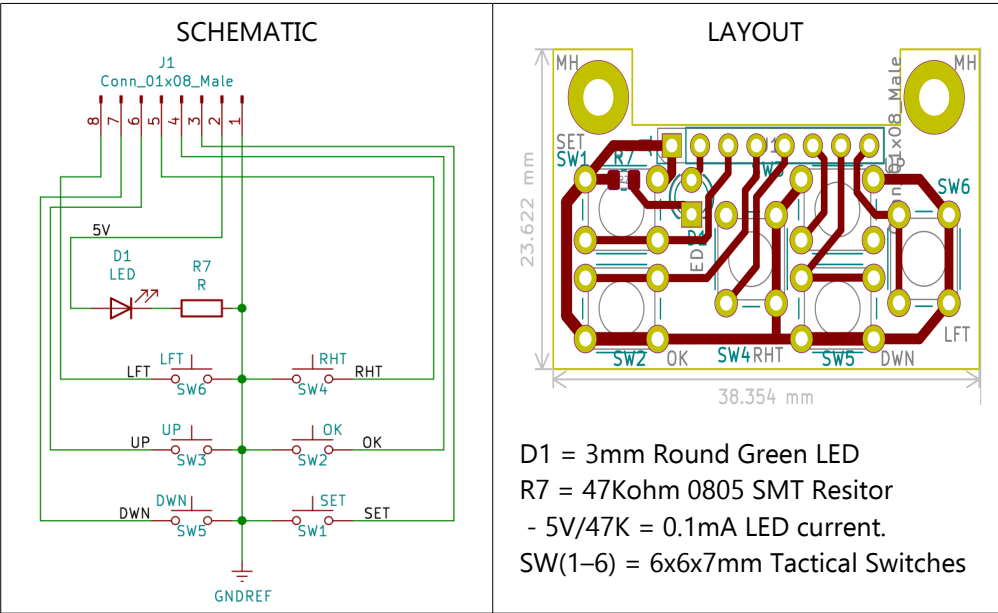 SCHEMATIC
J1
Conn_01x08_Male
8 7 6 5 4 3 2 1
5V
D1
LED
R7
R
LFT
LFT
SW6
RHT
SW4
RHT
UP
UP
SW3
OK
SW2
OK
DWN
DWN
SW5
SET
SW1
SET
GNDREF
LAYOUT
MH
MH
SET
SW1
R7
J1
SW6
23.622 mm
LFT
SW2
OK
SW4
RHT
SW5
DWN
38.354 mm
D1 = 3mm Round Green LED
R7 = 47Kohm 0805 SMT Resitor
- 5V/47K = 0.1mA LED current.
SW(1–6) = 6x6x7mm Tactical Switches